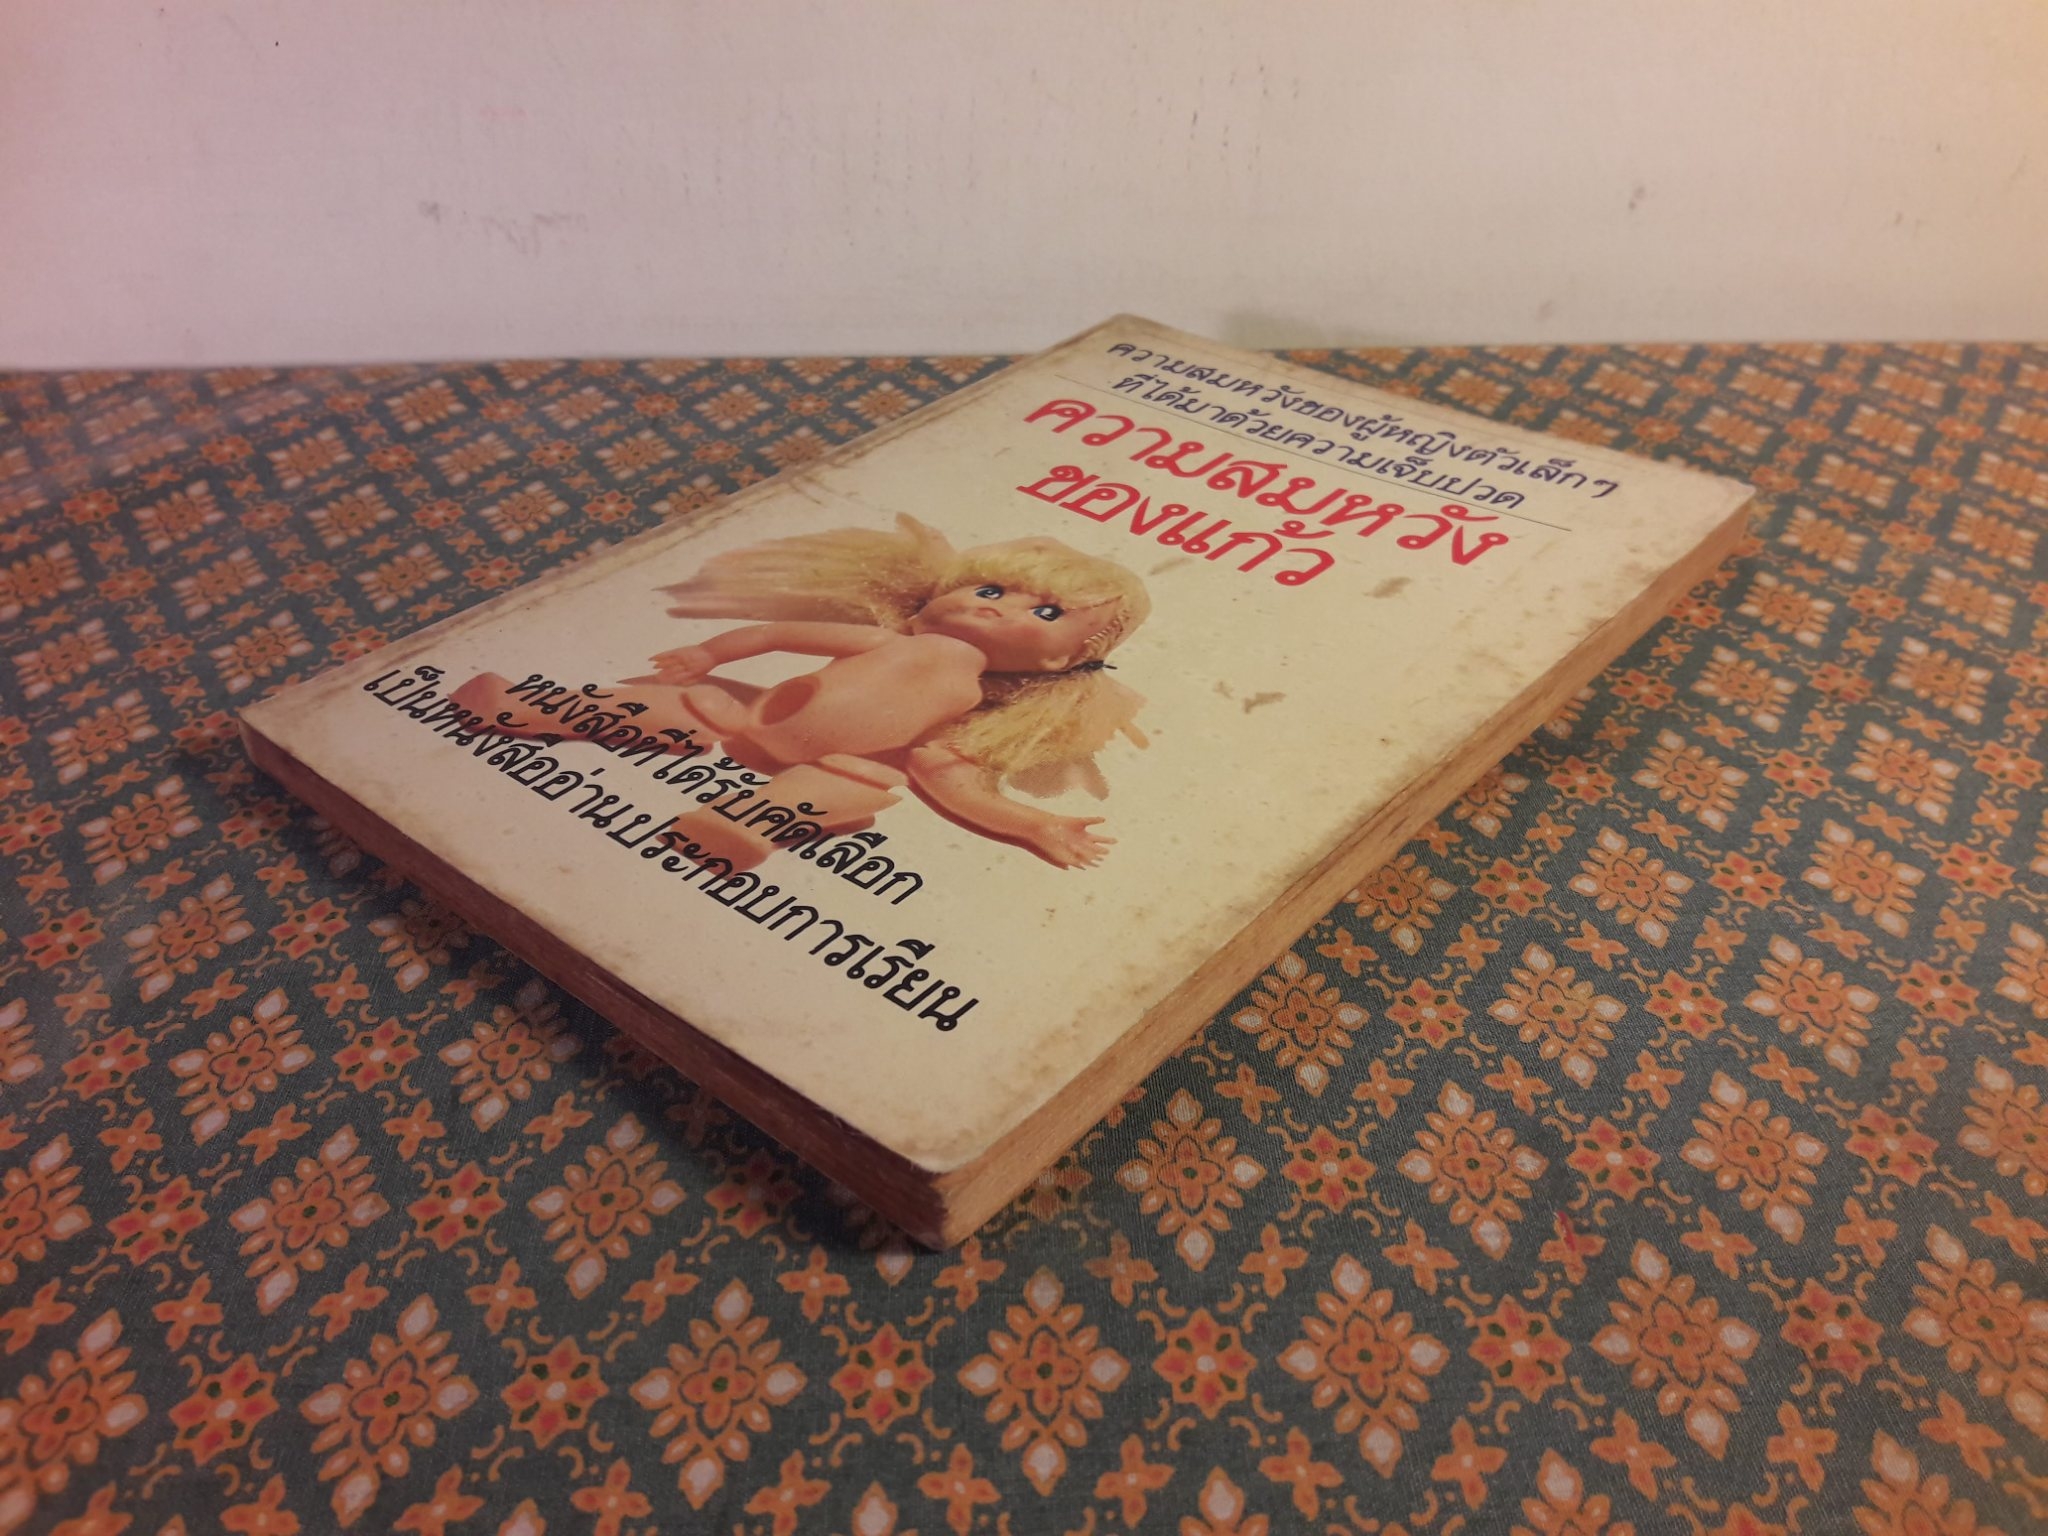 ความสมหวังของผู้หญิงตัวเล็กๆ
ที่ได้มาด้วยความเจ็บปวด
ความสมหวัง
ของแก้ว
หนังสือที่ได้รับคัดเลือก
เป็นหนังสืออ่านประกอบการเรียน